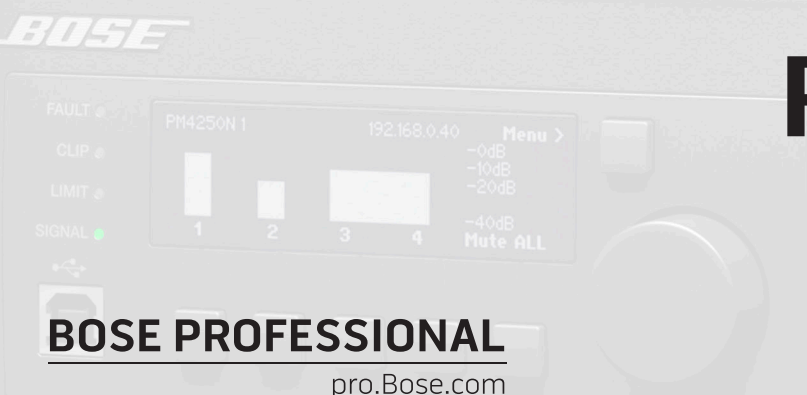 BOSE
FAULT
PM4250N 1 192.168.0.40 Menu >
-0dB
CLIP
-10dB
-20dB
LIMIT
-40dB
SIGNAL
1 2 3 4 Mute ALL
BOSE PROFESSIONAL
pro.Bose.com